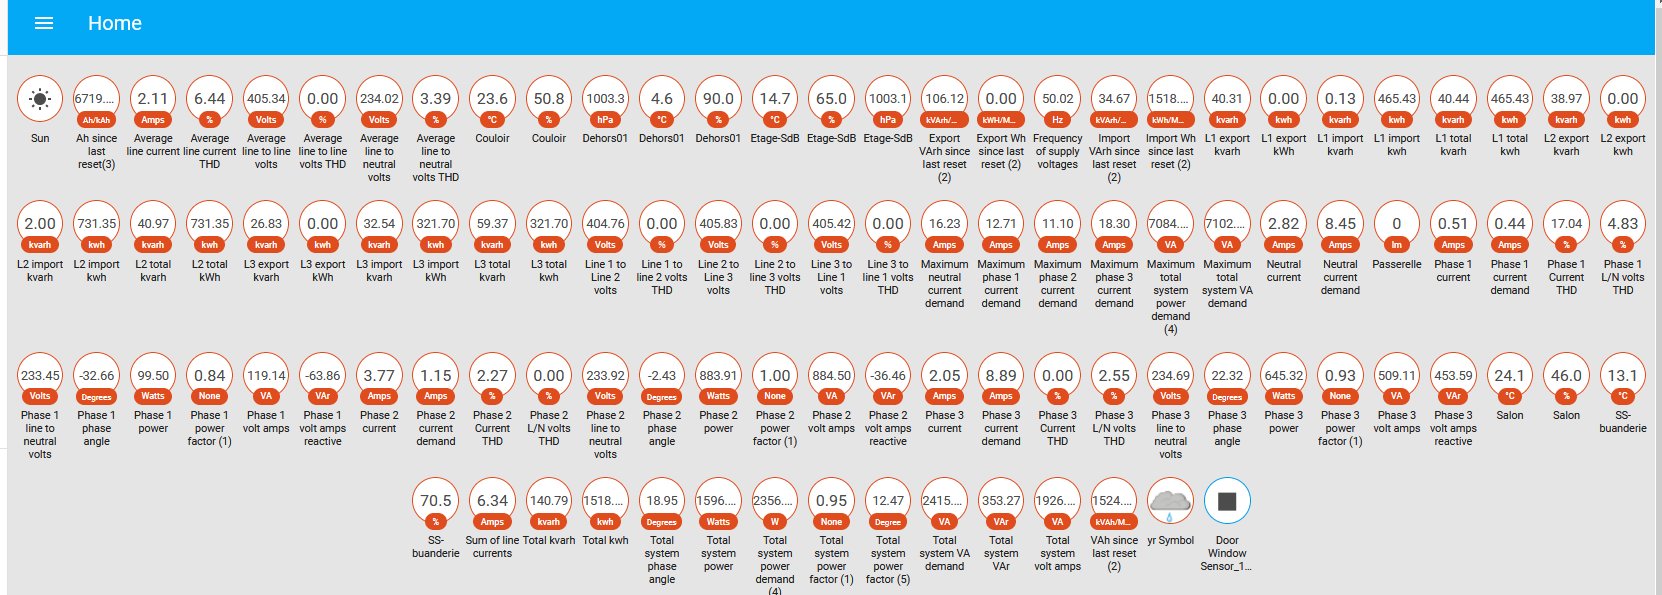 Home
6719.... 2.11 6.44 405.34 0.00 234.02 3.39 23.6 50.8 1003.3 4.6 90.0 14.7 65.0 1003.1 106.12 0.00 50.02 34.67 1518.... 40.31 0.00 0.13 465.43 40.44 465.43 38.97 0.00
Ah/kAh Amps % Volts % Volts % °C % hPa °C % °C % hPa kVArh/... kWh/M... Hz kVArh/... kWh/M... kvarh kwh kvarh kwh kvarh kwh kvarh kwh
Sun Ah since Average Average Average Average Average Average Couloir Couloir Dehors01 Dehors01 Dehors01 Etage-SdB Etage-SdB Etage-SdB Export Export Wh Frequency Import Import Wh L1 export L1 export L1 import L1 import L1 total L1 total L2 export L2 export
last line current line current line to line line to line line to line to VArh since since last of supply VArh since since last kvarh kWh kvarh kwh kvarh kwh kvarh kwh
reset(3) THD volts volts THD neutral neutral last reset reset (2) voltages last reset reset (2)
volts volts THD (2) (2)
2.00 731.35 40.97 731.35 26.83 0.00 32.54 321.70 59.37 321.70 404.76 0.00 405.83 0.00 405.42 0.00 16.23 12.71 11.10 18.30 7084.... 7102.... 2.82 8.45 0 0.51 0.44 17.04 4.83
kvarh kwh kvarh kwh kvarh kwh kvarh kwh kvarh kwh Volts % Volts % Volts % Amps Amps Amps Amps VA VA Amps Amps lm Amps Amps % %
L2 import L2 import L2 total L2 total L3 export L3 export L3 import L3 import L3 total L3 total Line 1 to Line 1 to Line 2 to Line 2 to Line 3 to Line 3 to Maximum Maximum Maximum Maximum Maximum Maximum Neutral Neutral Passerelle Phase 1 Phase 1 Phase 1 Phase 1
kvarh kwh kvarh kWh kvarh kWh kvarh kWh kvarh kwh Line 2 line 2 volts Line 3 line 3 volts Line 1 line 1 volts neutral phase 1 phase 2 phase 3 total total current current current current Current L/N volts
volts THD volts THD volts THD current current current current system system VA demand demand THD THD
demand demand demand demand power demand
demand
(4)
233.45 -32.66 99.50 0.84 119.14 -63.86 3.77 1.15 2.27 0.00 233.92 -2.43 883.91 1.00 884.50 -36.46 2.05 8.89 0.00 2.55 234.69 22.32 645.32 0.93 509.11 453.59 24.1 46.0 13.1
Volts Degrees Watts None VA VAr Amps Amps % % Volts Degrees Watts None VA VAr Amps Amps % % Volts Degrees Watts None VA VAr °C % °C
Phase 1 Phase 1 Phase 1 Phase 1 Phase 1 Phase 1 Phase 2 Phase 2 Phase 2 Phase 2 Phase 2 Phase 2 Phase 2 Phase 2 Phase 2 Phase 2 Phase 3 Phase 3 Phase 3 Phase 3 Phase 3 Phase 3 Phase 3 Phase 3 Phase 3 Phase 3 Salon Salon SS-
line to phase power power volt amps volt amps current current Current L/N volts line to phase power power volt amps volt amps current current Current L/N volts line to phase power power volt amps volt amps buanderie
neutral angle factor (1) reactive demand THD THD neutral angle factor (1) reactive demand THD THD neutral angle factor (1) reactive
volts volts volts
70.5 6.34 140.79 1518.... 18.95 1596.... 2356.... 0.95 12.47 2415.... 353.27 1926.... 1524....
% Amps kvarh kwh Degrees Watts W None Degree VA VAr VA kVAh/M...
SS- Sum of line Total kvarh Total kwh Total Total Total Total Total Total Total Total VAh since yr Symbol Door
buanderie currents system system system system system system VA system system last reset Window
phase power power power power demand VAr volt amps (2) Sensor_1...
angle demand factor (1) factor (5)
(4)